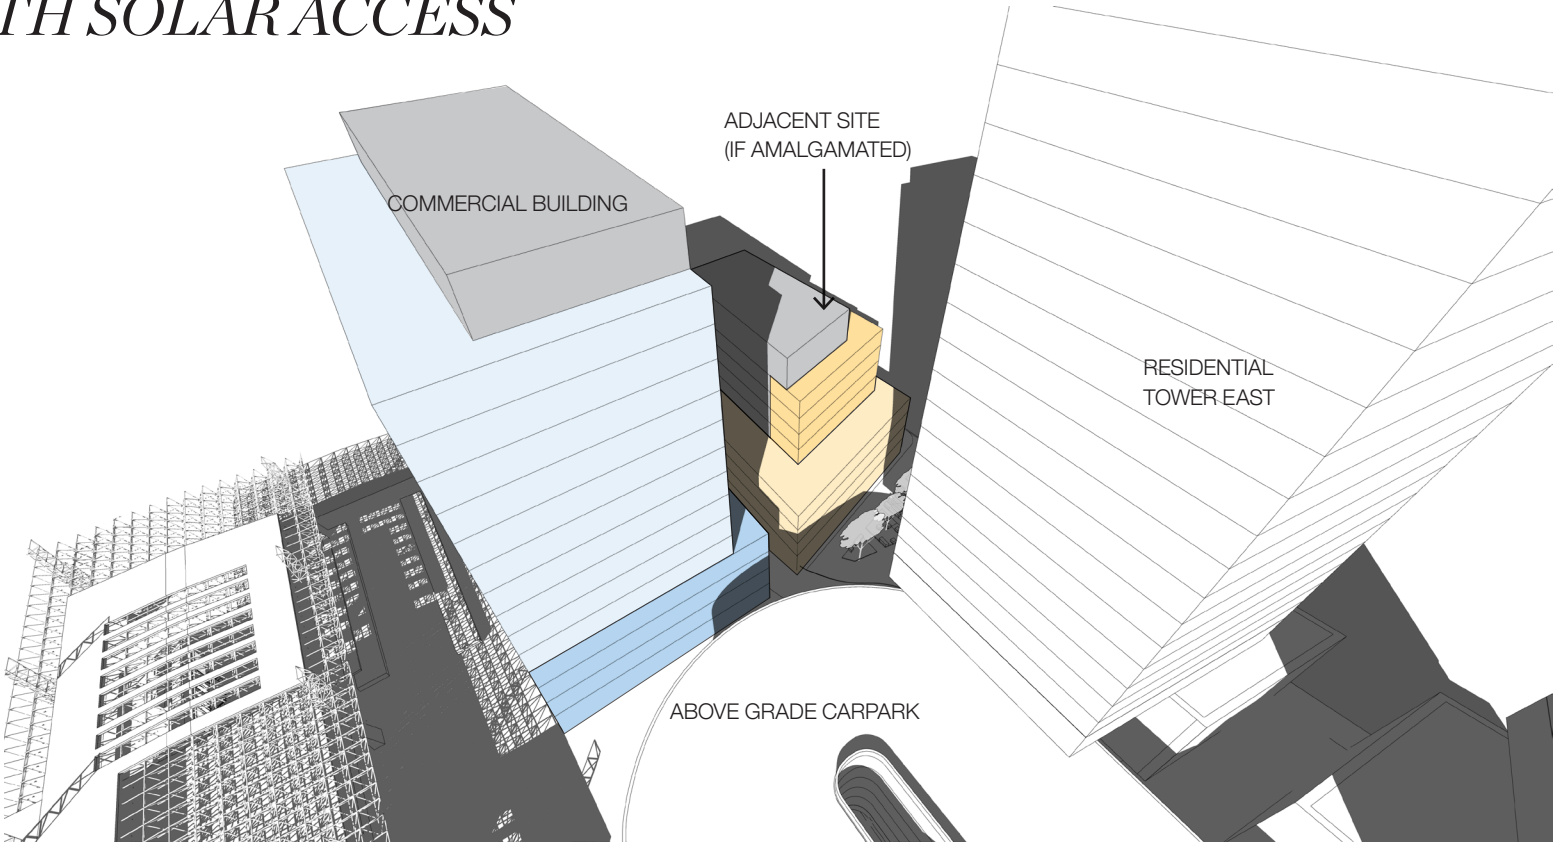 TH SOLAR ACCESS
ADJACENT SITE
(IF AMALGAMATED)
COMMERCIAL BUILDING
RESIDENTIAL
TOWER EAST
ABOVE GRADE CARPARK